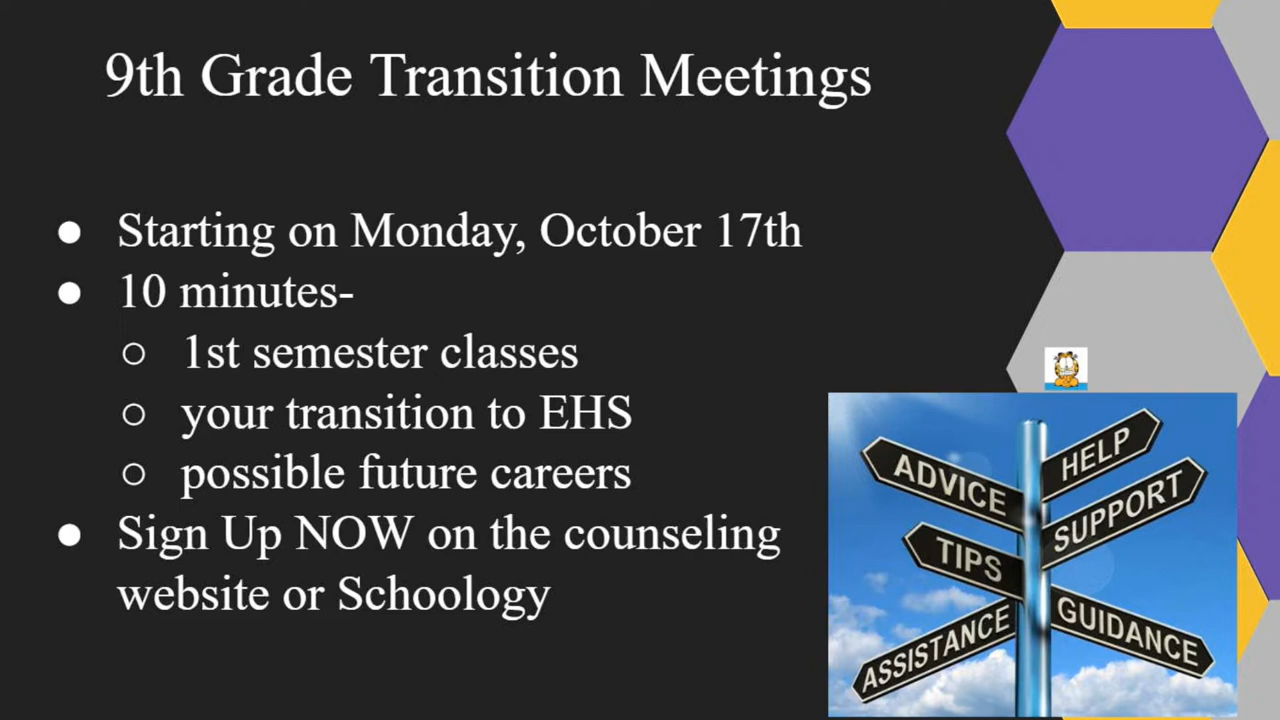 9th Grade Transition Meetings
● Starting on Monday, October 17th
● 10 minutes-
○ 1st semester classes
○ your transition to EHS
○ possible future careers
● Sign Up NOW on the counseling
website or Schoology
ADVICE
HELP
SUPPORT
TIPS
GUIDANCE
ASSISTANCE